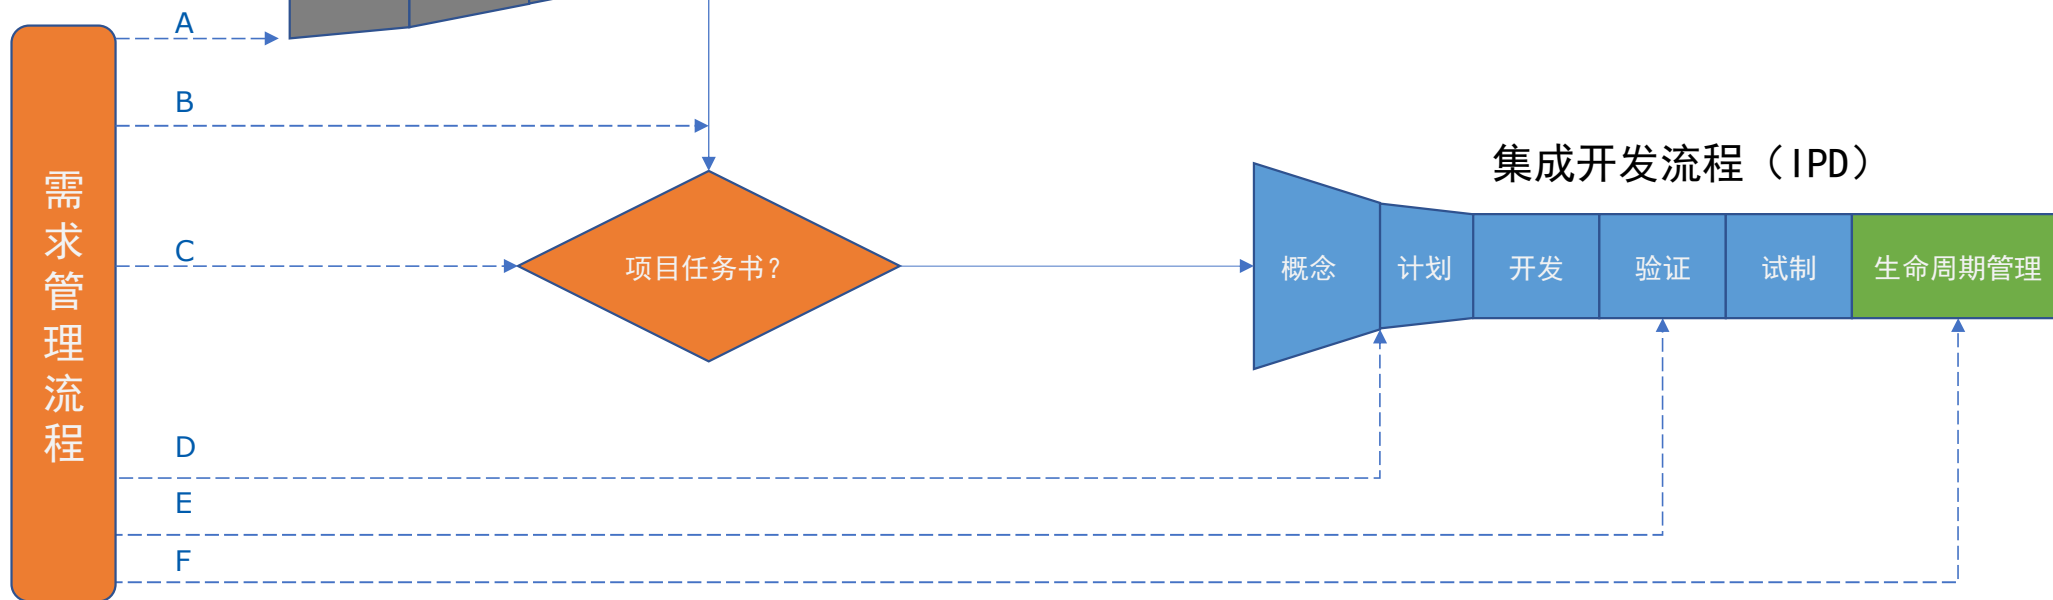 A
B
集成开发流程（IPD）
需求管理流程
C
项目任务书?
概念
计划
开发
验证
试制
生命周期管理
D
E
F